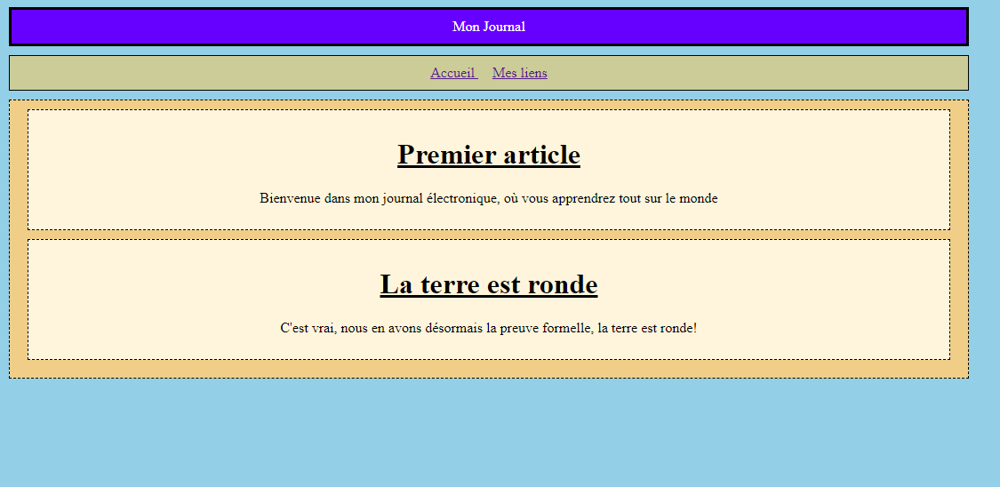 Mon Journal
Accueil Mes liens
Premier article
Bienvenue dans mon journal électronique, où vous apprendrez tout sur le monde
La terre est ronde
C'est vrai, nous en avons désormais la preuve formelle, la terre est ronde!